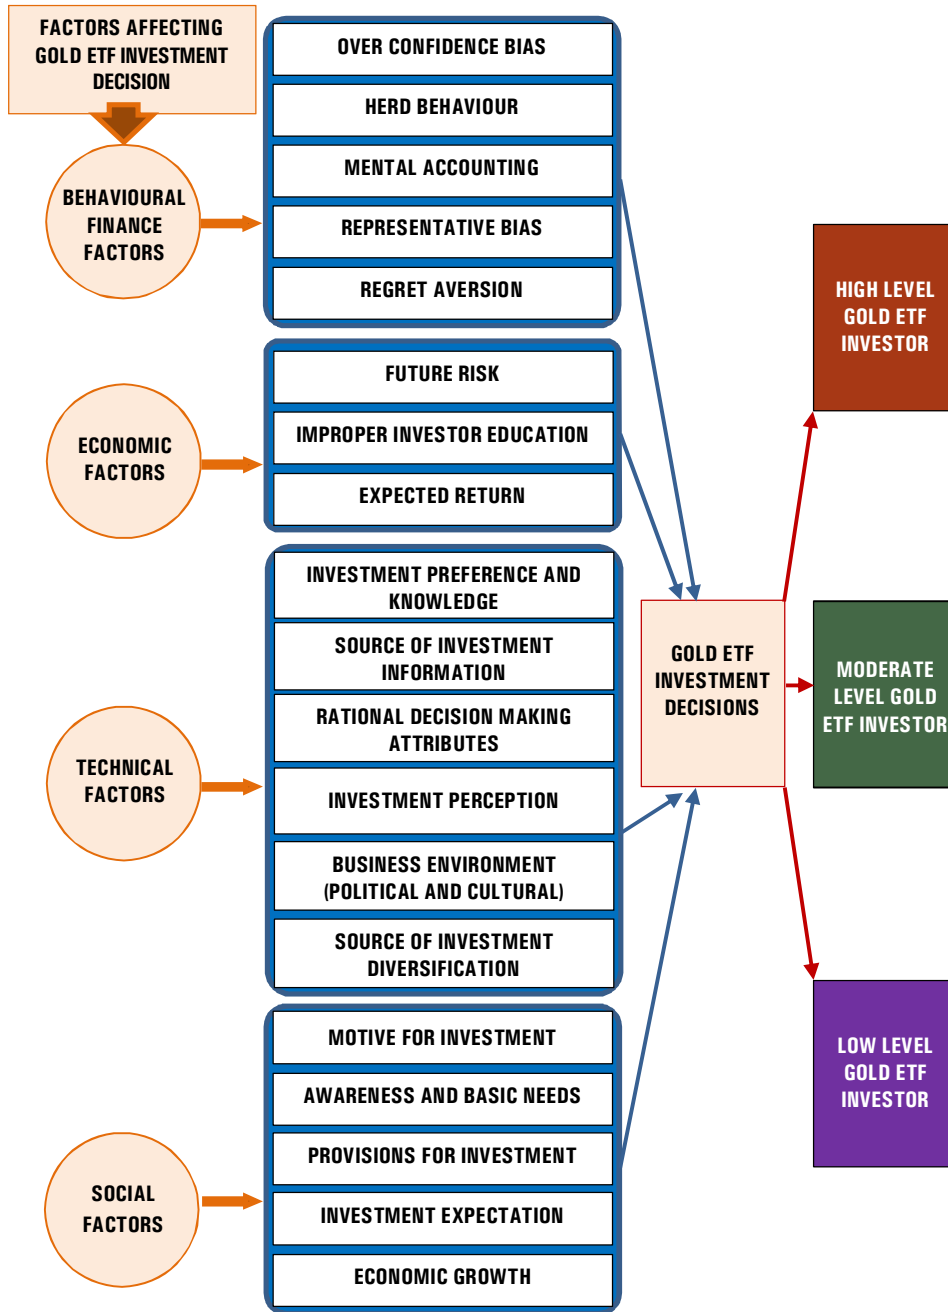 FACTORS AFFECTING
GOLD ETF INVESTMENT
DECISION
BEHAVIOURAL
FINANCE
FACTORS
OVER CONFIDENCE BIAS
HERD BEHAVIOUR
MENTAL ACCOUNTING
REPRESENTATIVE BIAS
REGRET AVERSION
ECONOMIC
FACTORS
FUTURE RISK
IMPROPER INVESTOR EDUCATION
EXPECTED RETURN
TECHNICAL
FACTORS
INVESTMENT PREFERENCE AND
KNOWLEDGE
SOURCE OF INVESTMENT
INFORMATION
RATIONAL DECISION MAKING
ATTRIBUTES
INVESTMENT PERCEPTION
BUSINESS ENVIRONMENT
(POLITICAL AND CULTURAL)
SOURCE OF INVESTMENT
DIVERSIFICATION
SOCIAL
FACTORS
MOTIVE FOR INVESTMENT
AWARENESS AND BASIC NEEDS
PROVISIONS FOR INVESTMENT
INVESTMENT EXPECTATION
ECONOMIC GROWTH
GOLD ETF
INVESTMENT
DECISIONS
HIGH LEVEL
GOLD ETF
INVESTOR
MODERATE
LEVEL GOLD
ETF INVESTOR
LOW LEVEL
GOLD ETF
INVESTOR